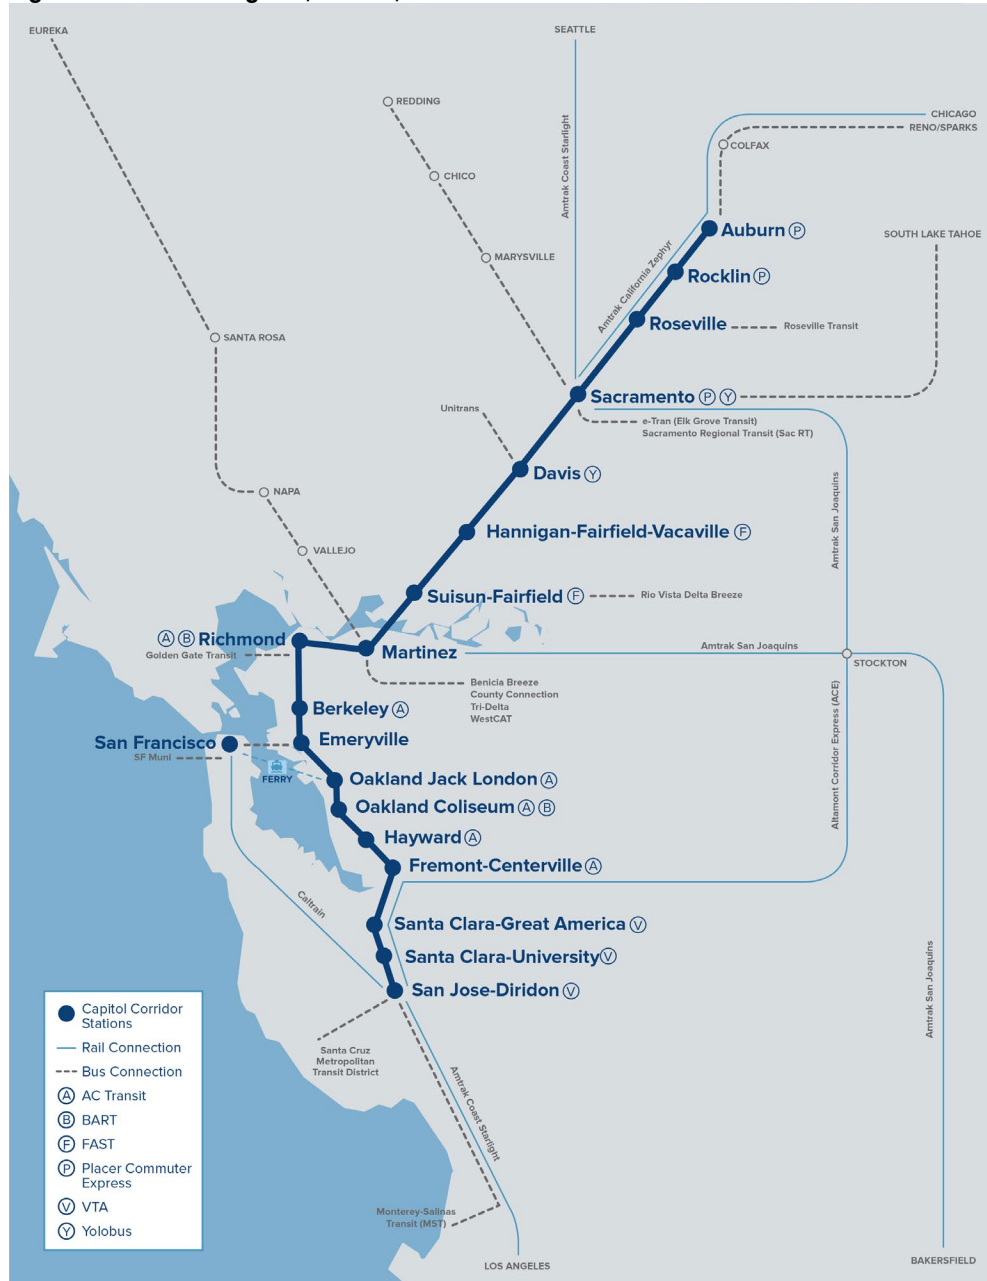 EUREKA
SEATTLE
REDDING
CHICAGO
RENO/SPARKS
COLFAX
Amtrak Coast Starlight
CHICO
Auburn P
SOUTH LAKE TAHOE
MARYSVILLE
Amtrak California Zephyr
Rocklin P
Roseville
Roseville Transit
SANTA ROSA
Sacramento P Y
Unitrans
e-Tran (Elk Grove Transit)
Sacramento Regional Transit (Sac RT)
Davis Y
Amtrak San Joaquins
NAPA
Hannigan-Fairfield-Vacaville F
VALLEJO
Suisun-Fairfield F
Rio Vista Delta Breeze
A B Richmond
Golden Gate Transit
Martinez
Amtrak San Joaquins
STOCKTON
Benicia Breeze
County Connection
Tri-Delta
WestCAT
Berkeley A
Emeryville
San Francisco
SF Muni
FERRY
Altamont Corridor Express (ACE)
Oakland Jack London A
Oakland Coliseum A B
Hayward A
Fremont-Centerville A
Caltrain
Santa Clara-Great America V
Santa Clara-University V
San Jose-Diridon V
Amtrak San Joaquins
Santa Cruz
Metropolitan
Transit District
Amtrak Coast Starlight
Monterey-Salinas
Transit (MST)
LOS ANGELES
BAKERSFIELD
Capitol Corridor
Stations
Rail Connection
Bus Connection
A AC Transit
B BART
F FAST
P Placer Commuter
Express
V VTA
Y Yolobus